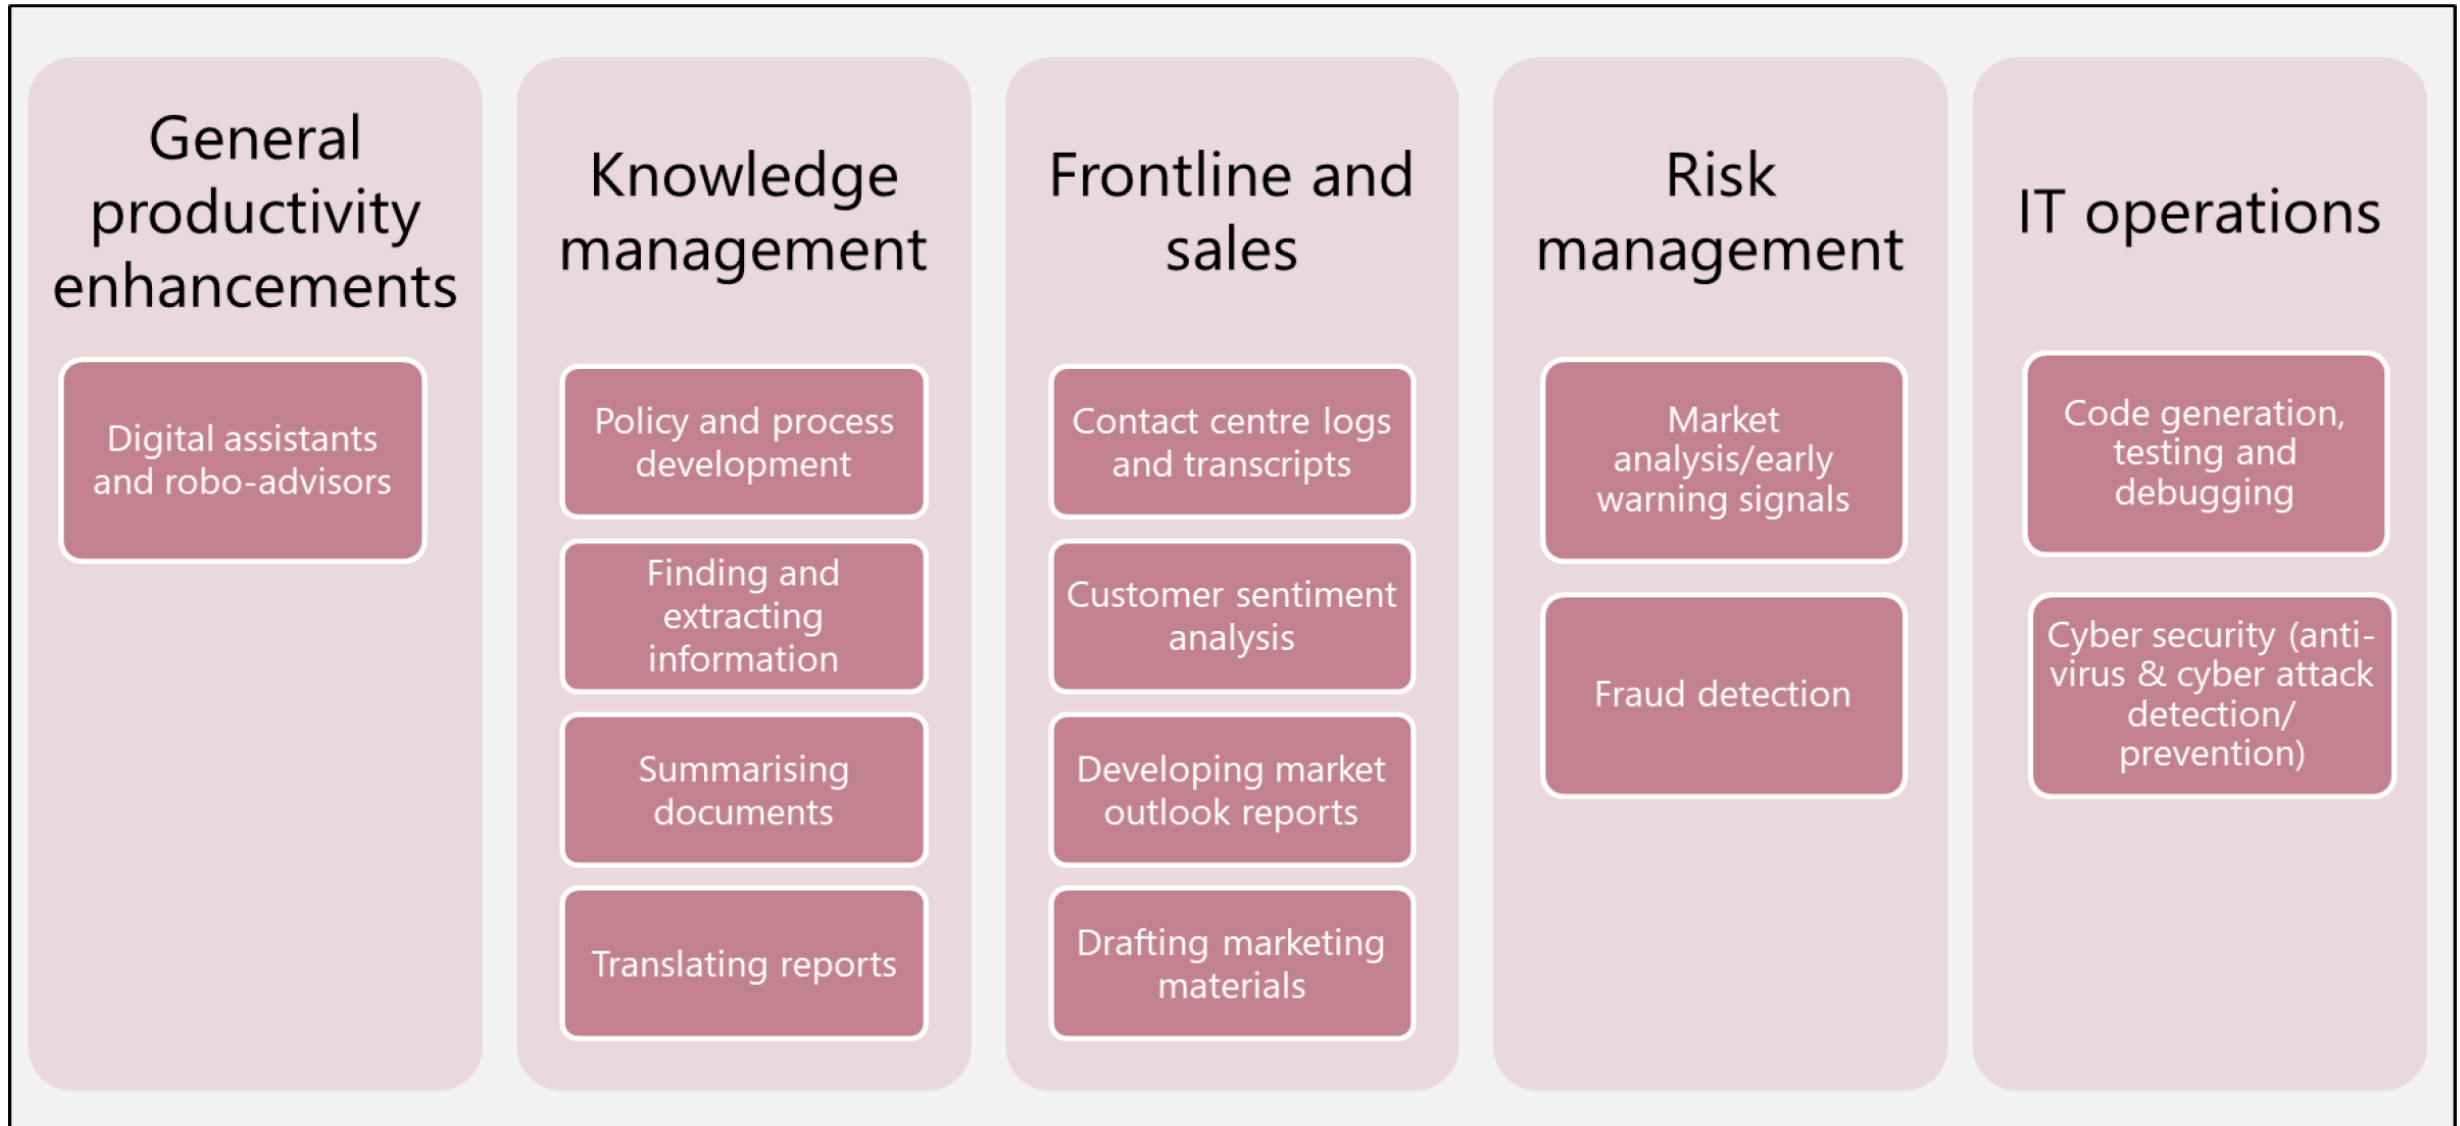 General
productivity
enhancements
Digital assistants
and robo-advisors
Knowledge
management
Policy and process
development
Finding and
extracting
information
Summarising
documents
Translating reports
Frontline and
sales
Contact centre logs
and transcripts
Customer sentiment
analysis
Developing market
outlook reports
Drafting marketing
materials
Risk
management
Market
analysis/early
warning signals
Fraud detection
IT operations
Code generation,
testing and
debugging
Cyber security (anti-
virus & cyber attack
detection/
prevention)